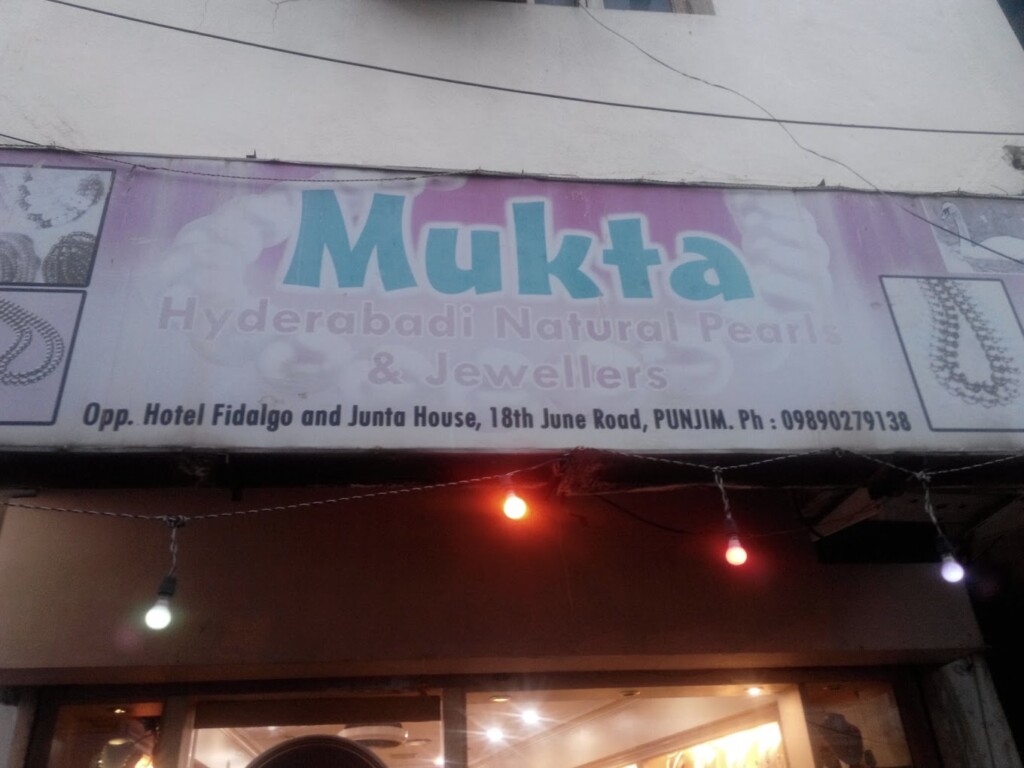 Mukta
Hyderabadi Natural Pearls
& Jewellers
Opp. Hotel Fidalgo and Junta House, 18th June Road, PUNJIM. Ph : 09890279138